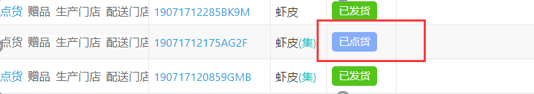 点货 赠品 生产门店 配送门店 19071712285BK9M 虾皮 已发货
点货 赠品 生产门店 配送门店 19071712175AG2F 虾皮(集) 已点货
点货 赠品 生产门店 配送门店 190717120859GMB 虾皮(集) 已发货